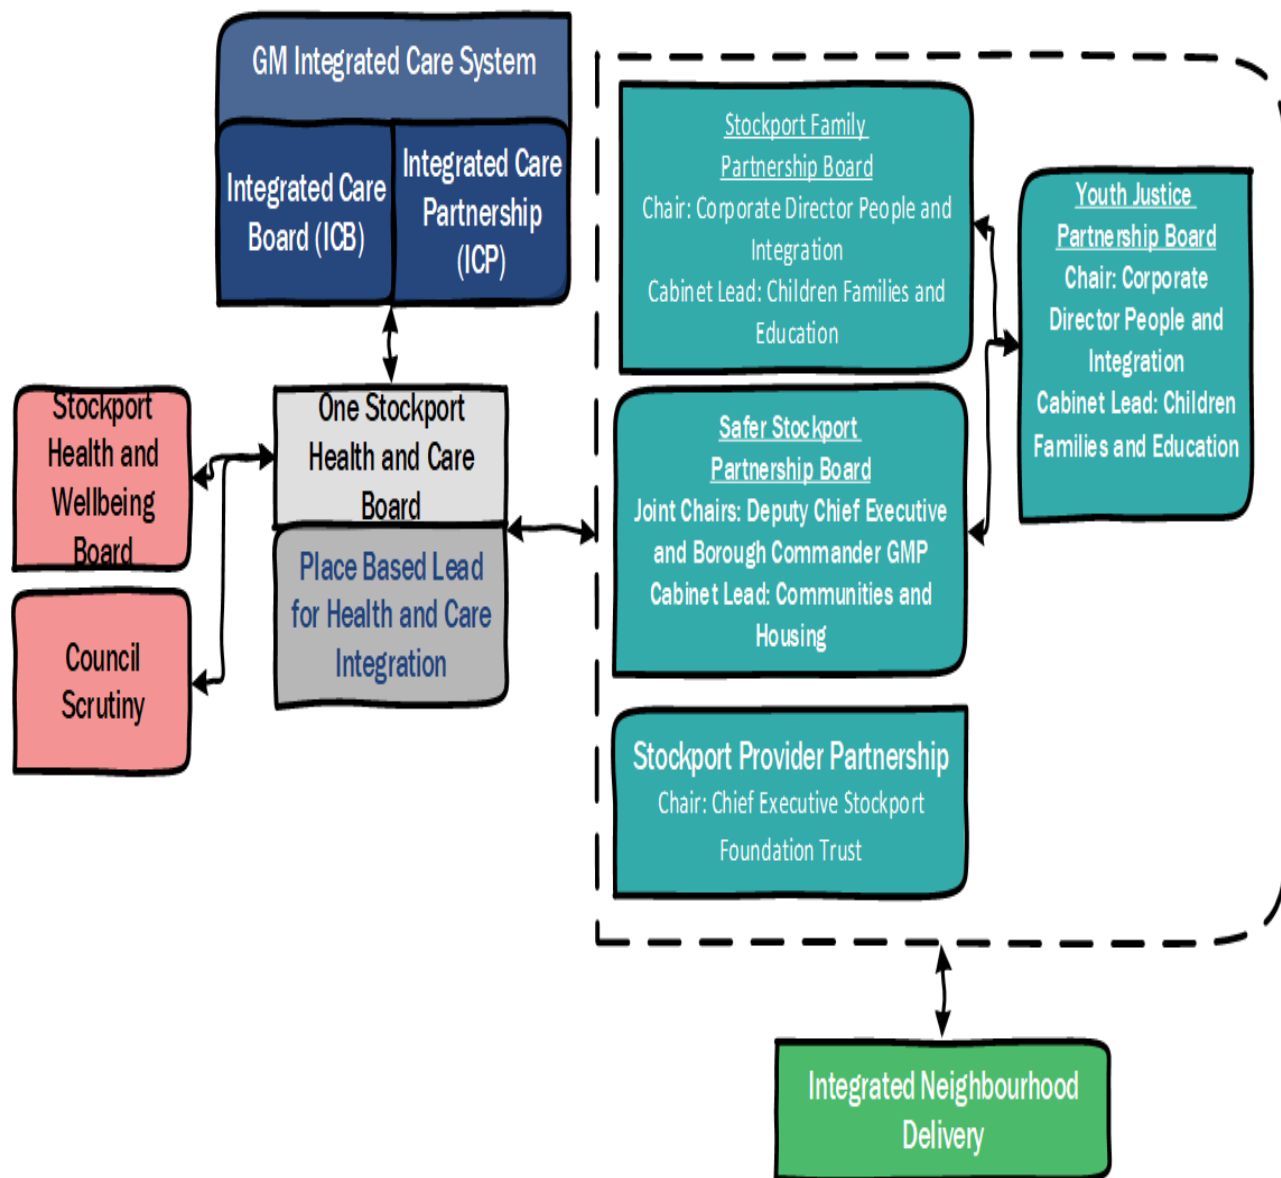 GM Integrated Care System
Integrated Care
Board (ICB)
Integrated Care
Partnership
(ICP)
Stockport
Health and
Wellbeing
Board
Council
Scrutiny
One Stockport
Health and Care
Board
Place Based Lead
for Health and Care
Integration
Stockport Family
Partnership Board
Chair: Corporate Director People and
Integration
Cabinet Lead: Children Families and
Education
Safer Stockport
Partnership Board
Joint Chairs: Deputy Chief Executive
and Borough Commander GMP
Cabinet Lead: Communities and
Housing
Stockport Provider Partnership
Chair: Chief Executive Stockport
Foundation Trust
Youth Justice
Partnership Board
Chair: Corporate
Director People and
Integration
Cabinet Lead: Children
Families and Education
Integrated Neighbourhood
Delivery